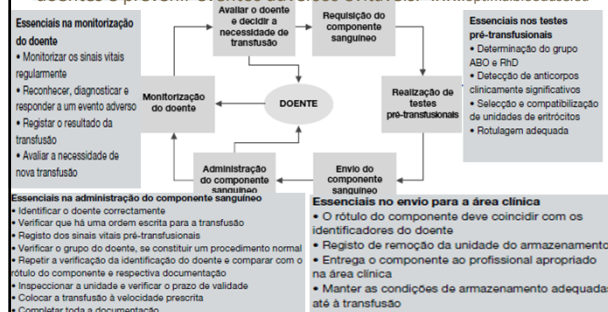 doentes e prevenir eventos adversos evitáveis.
Essenciais na monitorização
do doente
• Monitorizar os sinais vitais
regularmente
• Reconhecer, diagnosticar e
responder a um evento adverso
• Registar o resultado da
transfusão
• Avaliar a necessidade de
nova transfusão
Avaliar o doente
e decidir a
necessidade de
transfusão
Requisição do
componente
sanguíneo
Essenciais nos testes
pré-transfusionais
• Determinação do grupo
ABO e RhD
• Detecção de anticorpos
clinicamente significativos
• Selecção e compatibilização
de unidades de eritrócitos
• Rotulagem adequada
Monitorização
do doente
DOENTE
Realização de
testes
pré-transfusionais
Administração
do componente
sanguíneo
Envio do
componente
sanguíneo
Essenciais na administração do componente sanguíneo
• Identificar o doente correctamente
• Verificar que há uma ordem escrita para a transfusão
• Registo dos sinais vitais pré-transfusionais
• Verificar o grupo do doente, se constituir um procedimento normal
• Repetir a verificação da identificação do doente e comparar com o
rótulo do componente e respectiva documentação
• Inspeccionar a unidade e verificar o prazo de validade
• Colocar a transfusão à velocidade prescrita
• Completar toda a documentação
Essenciais no envio para a área clínica
• O rótulo do componente deve coincidir com os
identificadores do doente
• Registo de remoção da unidade do armazenamento
• Entrega o componente ao profissional apropriado
na área clínica
• Manter as condições de armazenamento adequadas
até à transfusão